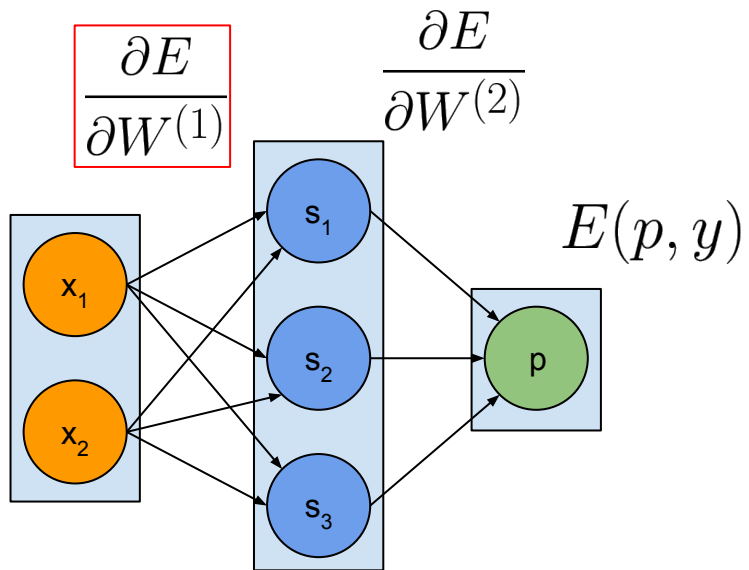 ∂E
∂W⁽¹⁾
∂E
∂W⁽²⁾
E(p, y)
x₁
x₂
s₁
s₂
s₃
p